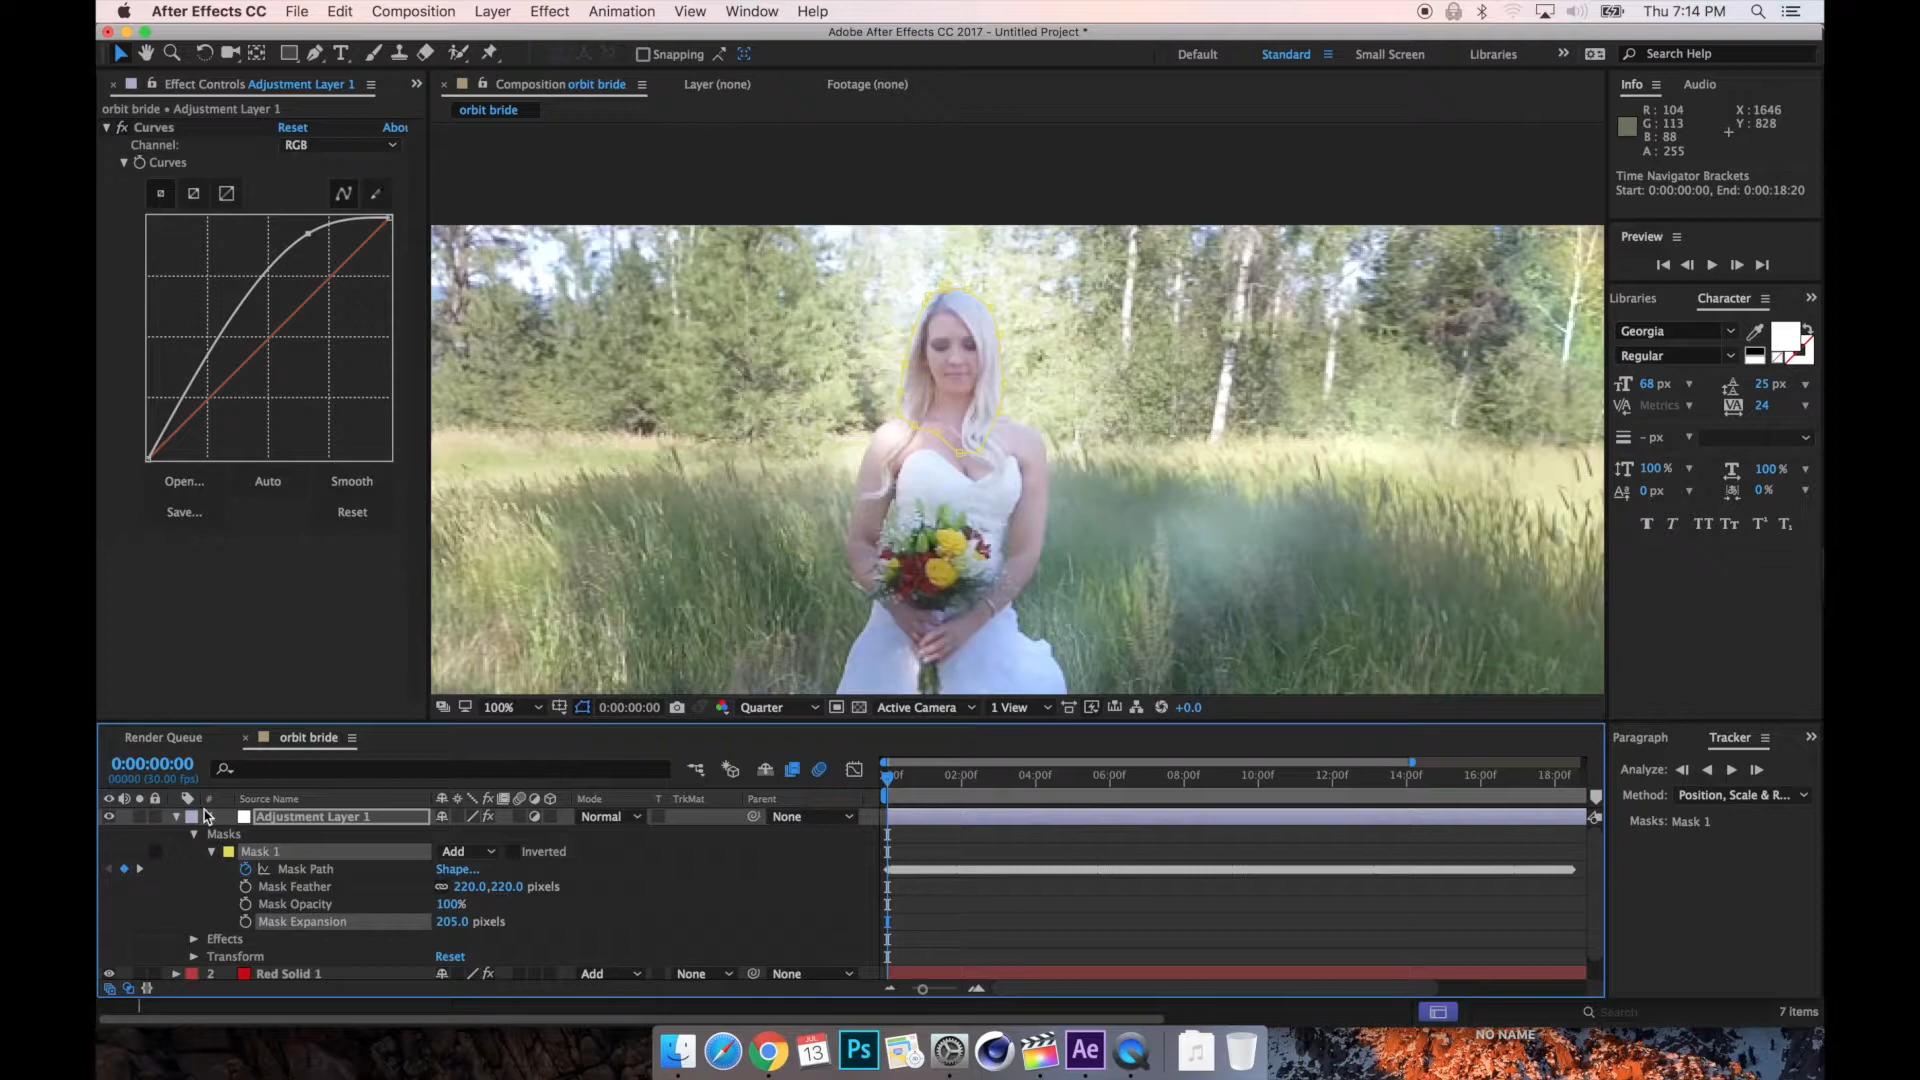 After Effects CC File Edit Composition Layer Effect Animation View Window Help
Thu 7:14 PM
Adobe After Effects CC 2017 - Untitled Project *
Snapping
Default Standard Small Screen Libraries
Search Help
Effect Controls Adjustment Layer 1
Composition orbit bride
Layer (none)
Footage (none)
Info Audio
orbit bride • Adjustment Layer 1
orbit bride
fx Curves Reset Abou
Channel: RGB
Curves
R: 104
G: 113
B: 88
A: 255
X: 1646
Y: 828
Time Navigator Brackets
Start: 0:00:00:00, End: 0:00:18:20
Preview
Libraries Character
Georgia
Regular
68 px 25 px
Metrics 24
- px
100% 100%
0 px 0%
Open... Auto Smooth
Save... Reset
100% 0:00:00:00 Quarter Active Camera 1 View +0.0
Render Queue orbit bride
Paragraph Tracker
0:00:00:00
00000 (30.00 fps)
02:00f 04:00f 06:00f 08:00f 10:00f 12:00f 14:00f 16:00f 18:00f
Analyze:
Method: Position, Scale & R...
Masks: Mask 1
# Source Name Mode T TrkMat Parent
Adjustment Layer 1 Normal None
Masks
Mask 1 Add Inverted
Mask Path Shape...
Mask Feather 220.0,220.0 pixels
Mask Opacity 100%
Mask Expansion 205.0 pixels
Effects
Transform Reset
2 Red Solid 1 Add None None
Search 7 items
NO NAME
JUL
13
Ps
Ae